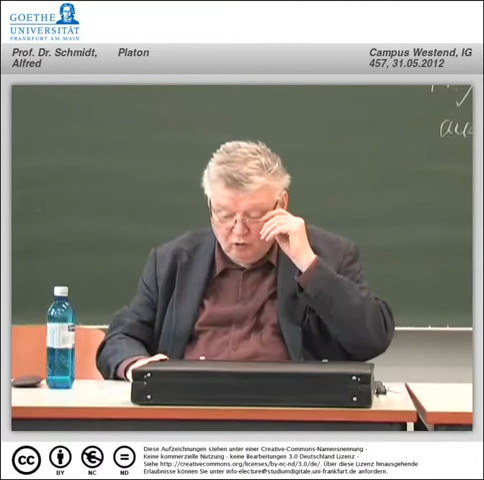 GOETHE
UNIVERSITÄT
FRANKFURT AM MAIN
Prof. Dr. Schmidt, Alfred
Platon
Campus Westend, IG 457, 31.05.2012
Diese Aufzeichnungen stehen unter einer Creative-Commons-Namensnennung -
Keine kommerzielle Nutzung - keine Bearbeitungen 3.0 Deutschland Lizenz -
Siehe http://creativecommons.org/licenses/by-nc-nd/3.0/de/. Über diese Lizenz hinausgehende
Erlaubnisse können Sie unter info-electure@studiumdigitale.uni-frankfurt.de anfordern.
cc
BY
NC
ND